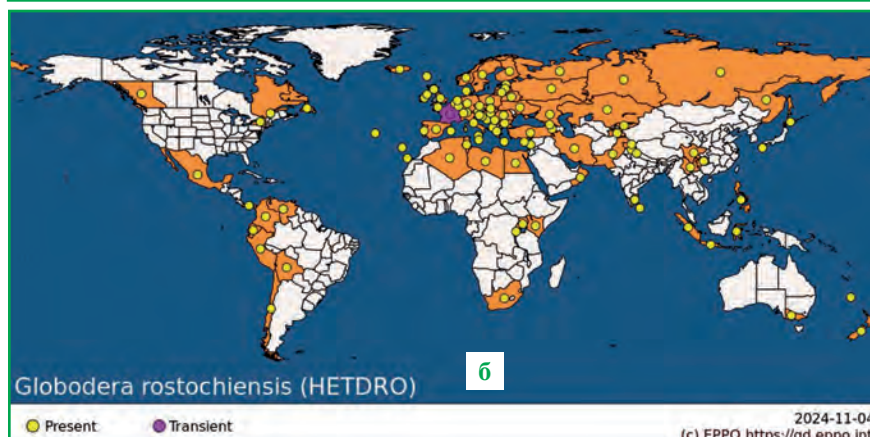 б
Globodera rostochiensis (HETDRO)
Present Transient
2024-11-04
(c) EPPO https://gd.eppo.int